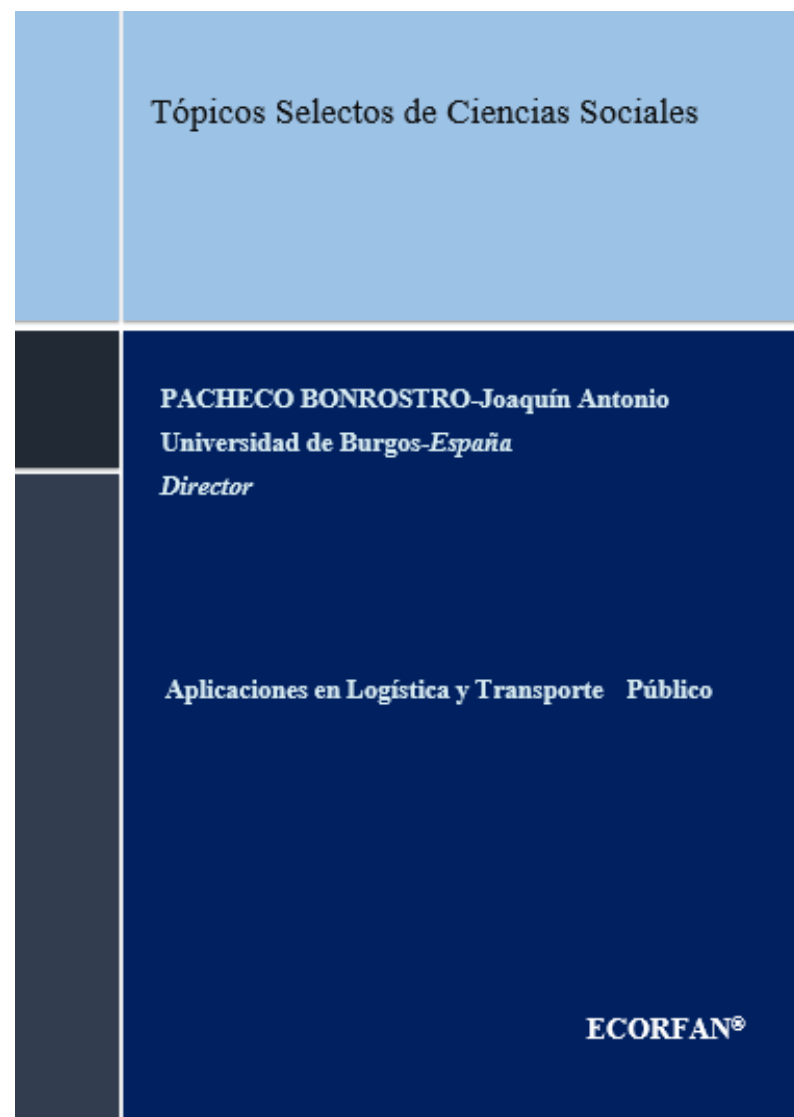 Tópicos Selectos de Ciencias Sociales
PACHECO BONROSTRO-Joaquín Antonio
Universidad de Burgos-España
Director
Aplicaciones en Logística y Transporte Público
ECORFAN®